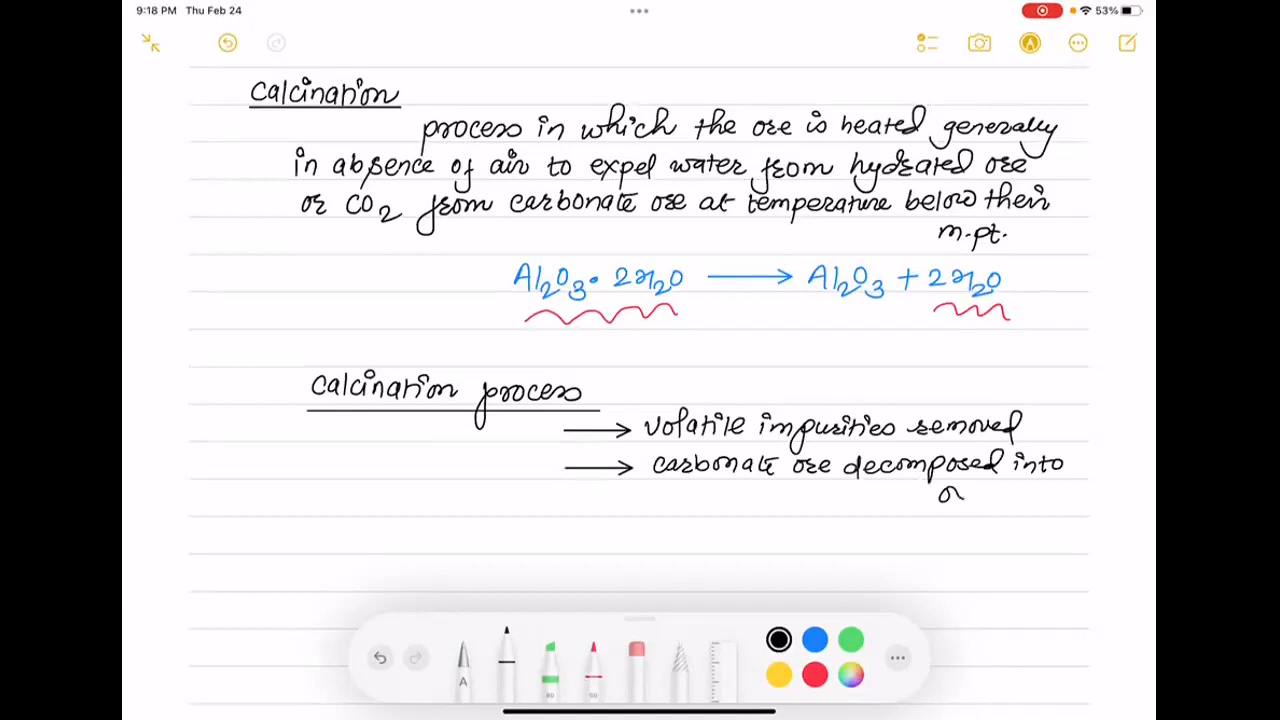 9:18 PM Thu Feb 24
53%
Calcination
process in which the ore is heated generally
in absence of air to expel water from hydrated ore
or CO₂ from carbonate ore at temperature below their
m.pt.
Al₂O₃·2H₂O ⟶ Al₂O₃ + 2H₂O
Calcination process
→ volatile impurities removed
→ carbonate ore decomposed into
o
A
80
50